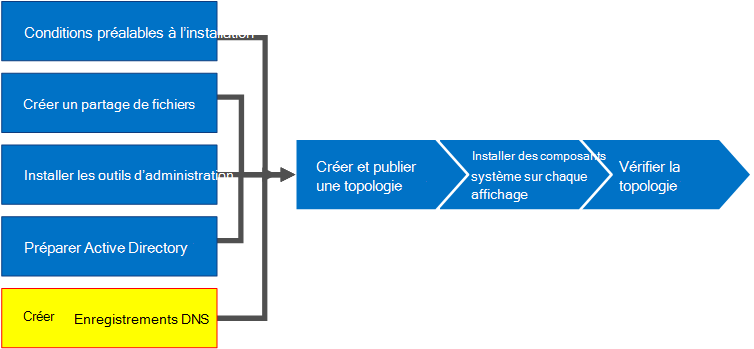 Conditions préalables à l’installation
Créer un partage de fichiers
Installer les outils d’administration
Préparer Active Directory
Créer Enregistrements DNS
Créer et publier
une topologie
Installer des composants
système sur chaque
affichage
Vérifier la
topologie